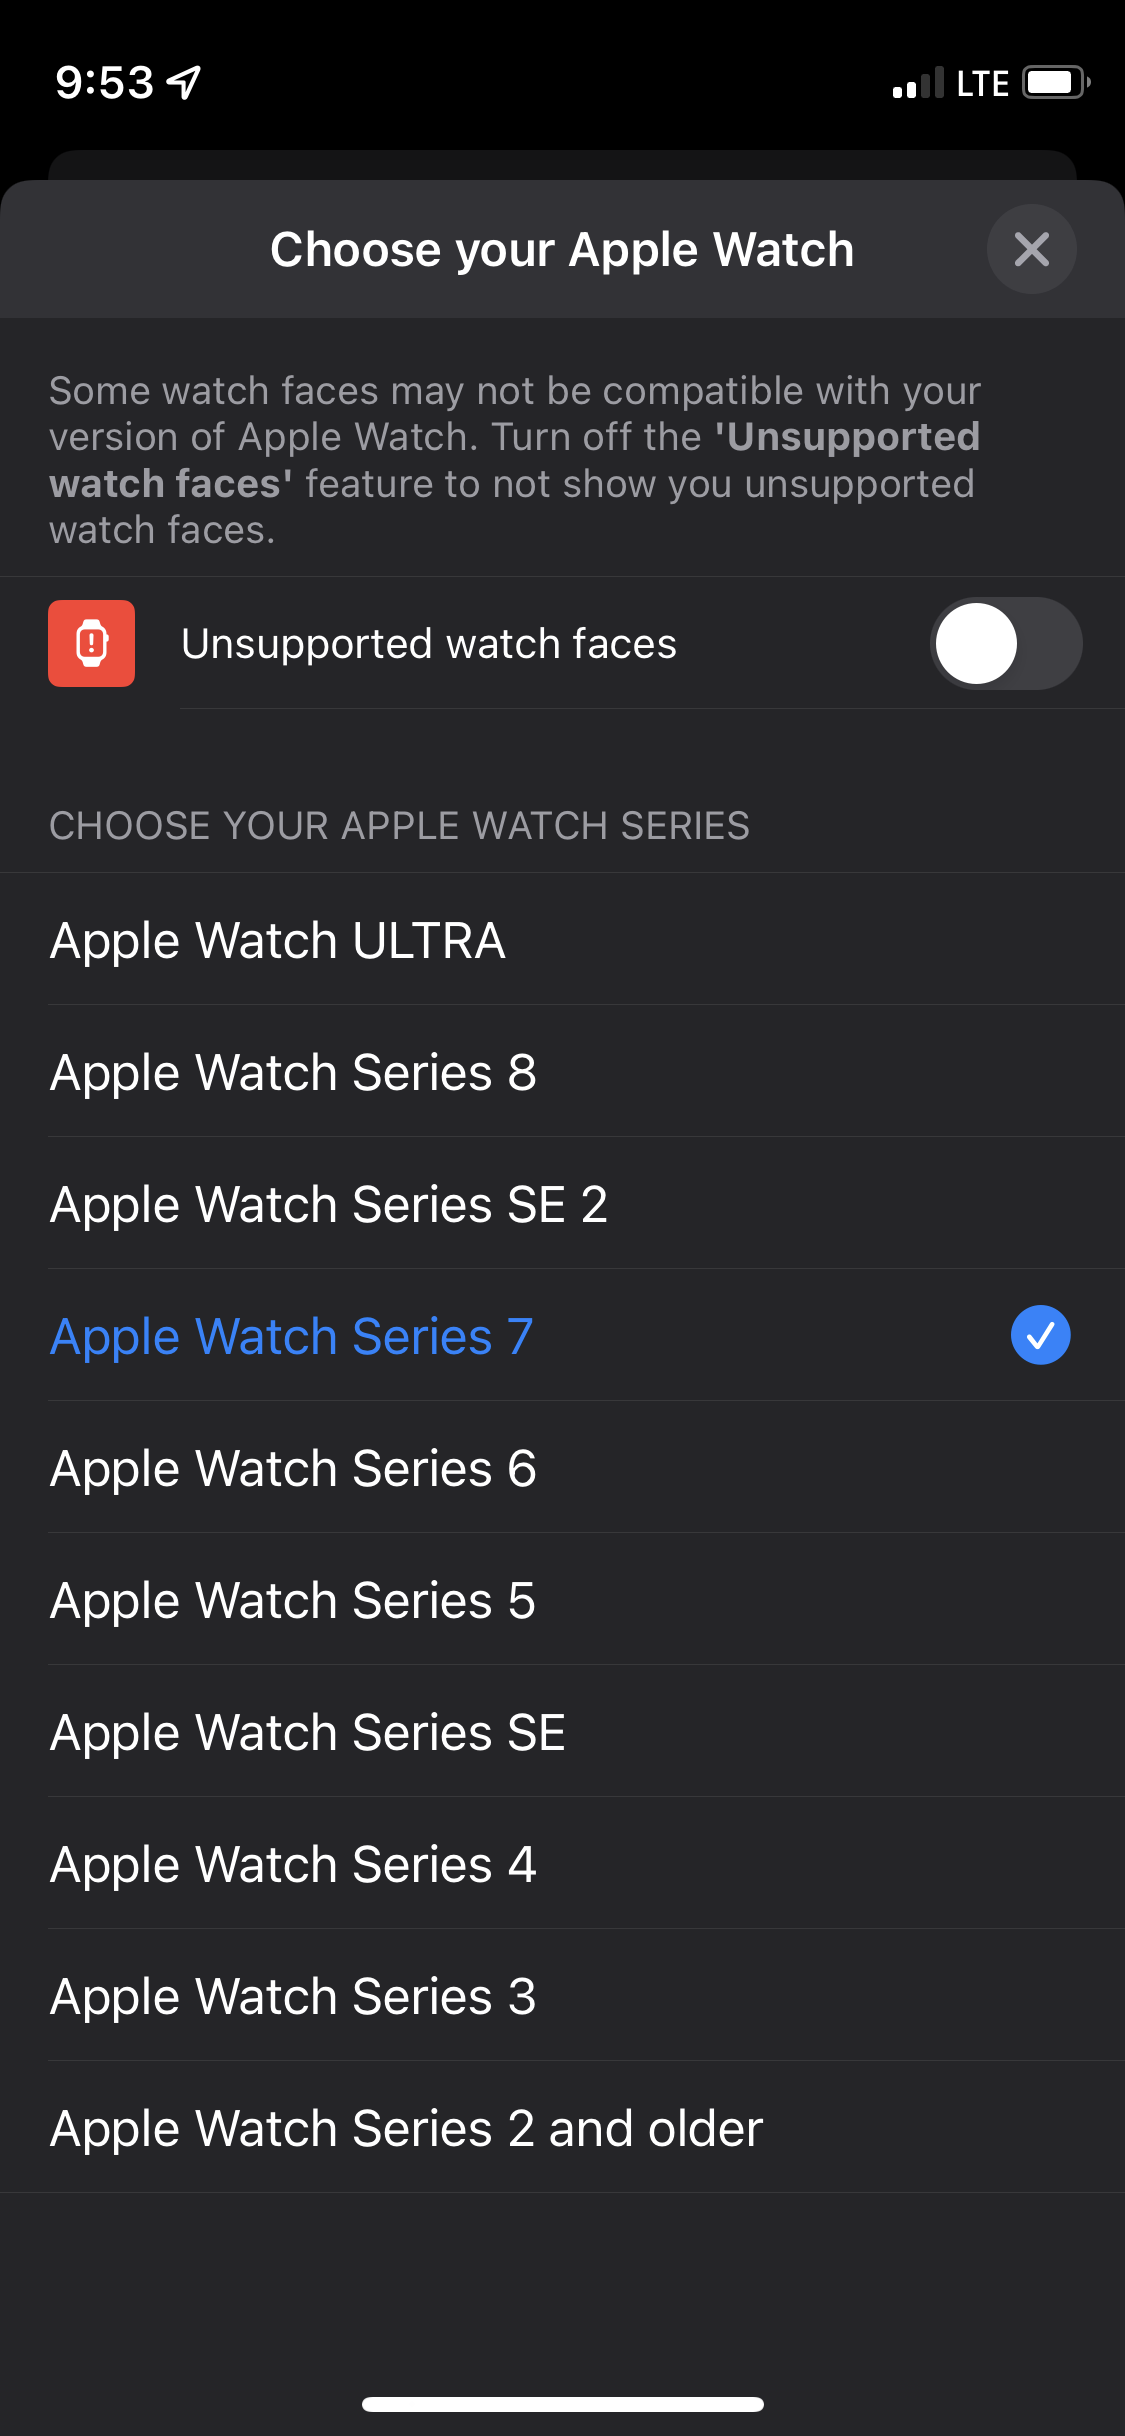 9:53
LTE
Choose your Apple Watch
Some watch faces may not be compatible with your
version of Apple Watch. Turn off the 'Unsupported
watch faces' feature to not show you unsupported
watch faces.
Unsupported watch faces
CHOOSE YOUR APPLE WATCH SERIES
Apple Watch ULTRA
Apple Watch Series 8
Apple Watch Series SE 2
Apple Watch Series 7
Apple Watch Series 6
Apple Watch Series 5
Apple Watch Series SE
Apple Watch Series 4
Apple Watch Series 3
Apple Watch Series 2 and older